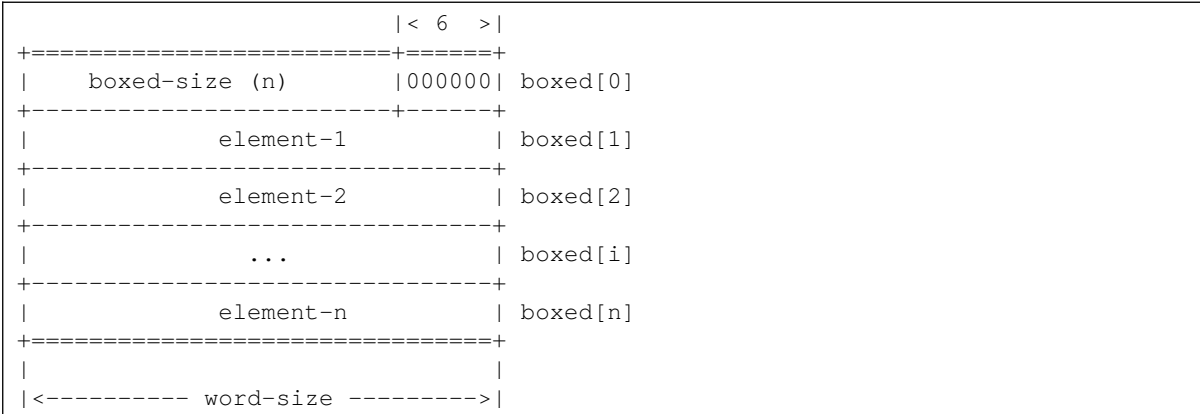 |< 6  >|
+=========================+======+
|    boxed-size (n)       |000000| boxed[0]
+-------------------------+------+
|             element-1          | boxed[1]
+--------------------------------+
|             element-2          | boxed[2]
+--------------------------------+
|               ...              | boxed[i]
+--------------------------------+
|             element-n          | boxed[n]
+================================+
|                                |
|<---------- word-size --------->|